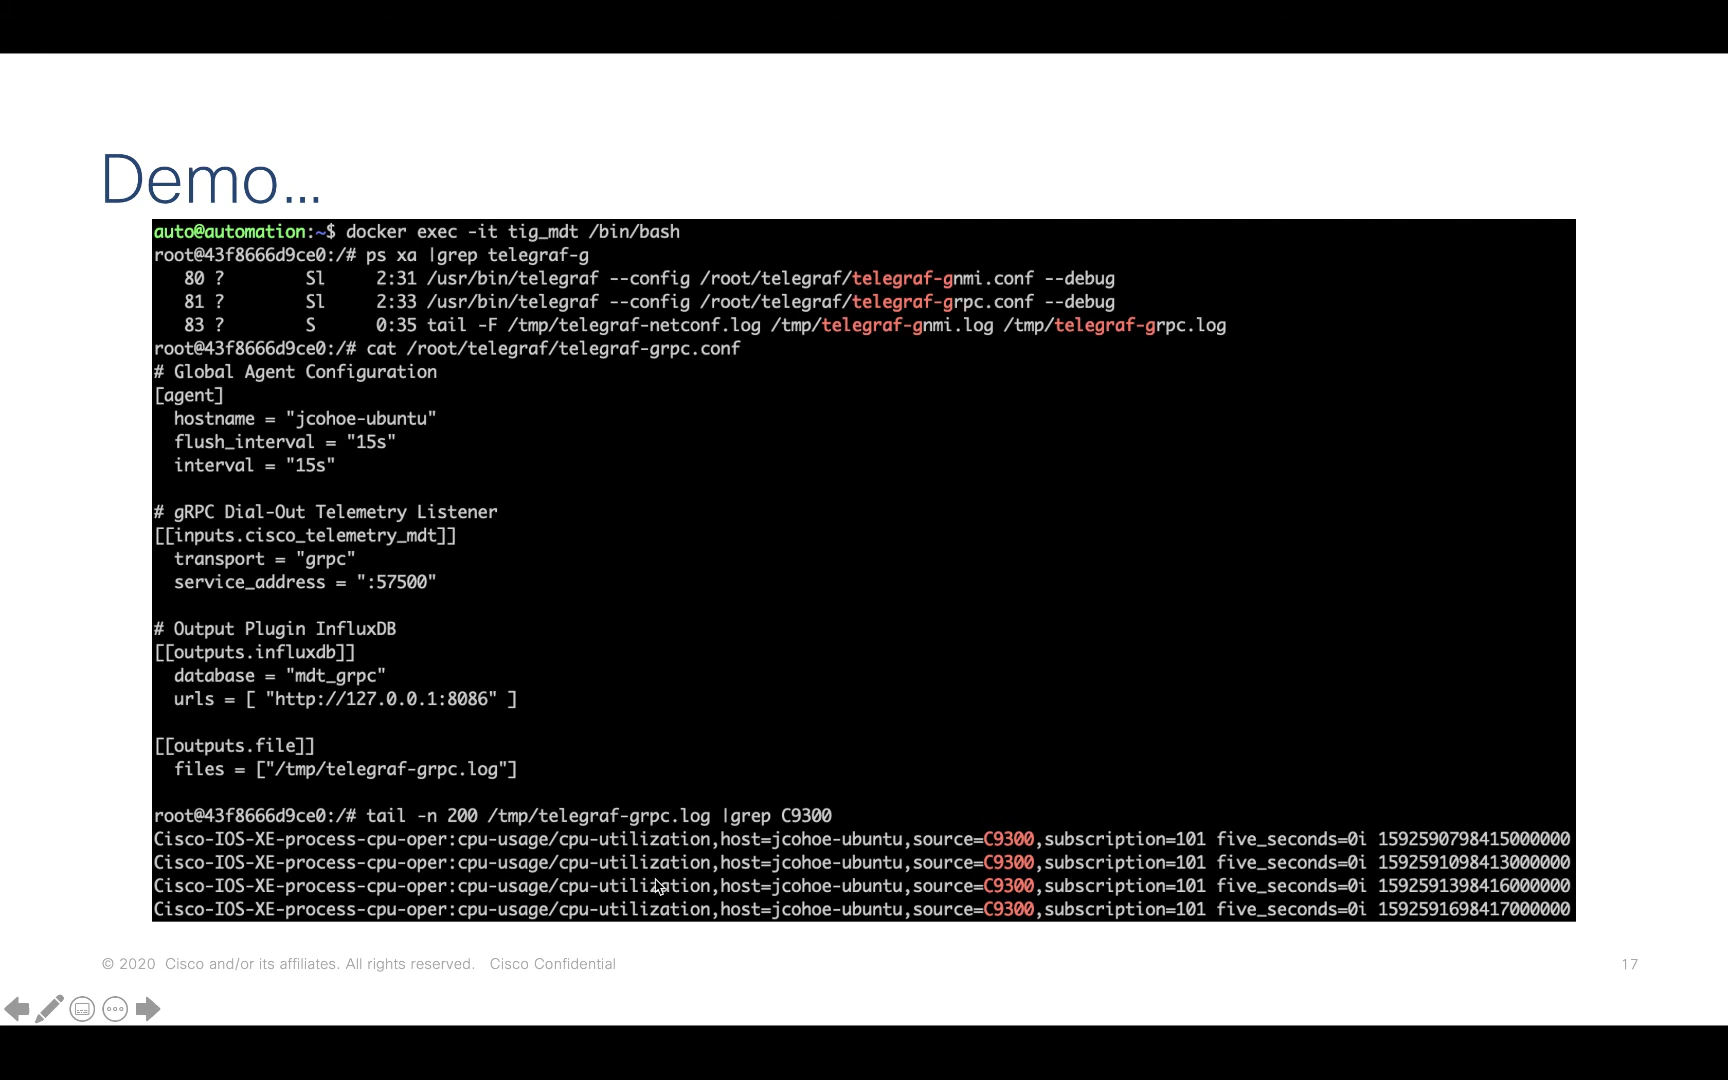 Demo...
auto@automation:~$ docker exec -it tig_mdt /bin/bash
root@43f8666d9ce0:/# ps xa |grep telegraf-g
   80 ?        Sl     2:31 /usr/bin/telegraf --config /root/telegraf/telegraf-gnmi.conf --debug
   81 ?        Sl     2:33 /usr/bin/telegraf --config /root/telegraf/telegraf-grpc.conf --debug
   83 ?        S      0:35 tail -F /tmp/telegraf-netconf.log /tmp/telegraf-gnmi.log /tmp/telegraf-grpc.log
root@43f8666d9ce0:/# cat /root/telegraf/telegraf-grpc.conf
# Global Agent Configuration
[agent]
  hostname = "jcohoe-ubuntu"
  flush_interval = "15s"
  interval = "15s"
# gRPC Dial-Out Telemetry Listener
[[inputs.cisco_telemetry_mdt]]
  transport = "grpc"
  service_address = ":57500"
# Output Plugin InfluxDB
[[outputs.influxdb]]
  database = "mdt_grpc"
  urls = [ "http://127.0.0.1:8086" ]
[[outputs.file]]
  files = ["/tmp/telegraf-grpc.log"]
root@43f8666d9ce0:/# tail -n 200 /tmp/telegraf-grpc.log |grep C9300
Cisco-IOS-XE-process-cpu-oper:cpu-usage/cpu-utilization,host=jcohoe-ubuntu,source=C9300,subscription=101 five_seconds=0i 1592590798415000000
Cisco-IOS-XE-process-cpu-oper:cpu-usage/cpu-utilization,host=jcohoe-ubuntu,source=C9300,subscription=101 five_seconds=0i 1592591098413000000
Cisco-IOS-XE-process-cpu-oper:cpu-usage/cpu-utilization,host=jcohoe-ubuntu,source=C9300,subscription=101 five_seconds=0i 1592591398416000000
Cisco-IOS-XE-process-cpu-oper:cpu-usage/cpu-utilization,host=jcohoe-ubuntu,source=C9300,subscription=101 five_seconds=0i 1592591698417000000
© 2020 Cisco and/or its affiliates. All rights reserved. Cisco Confidential
17